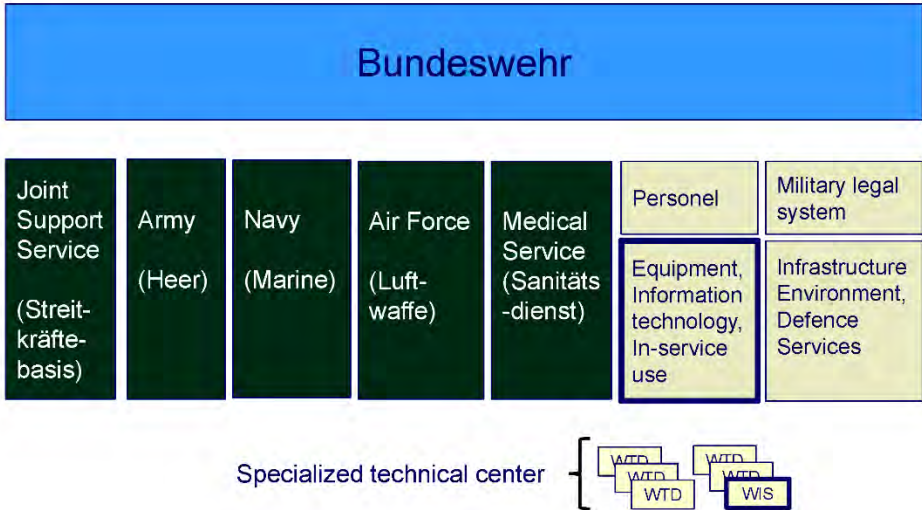 Bundeswehr
Joint
Support
Service
(Streit-
kräfte-
basis)
Army
(Heer)
Navy
(Marine)
Air Force
(Luft-
waffe)
Medical
Service
(Sanitäts
-dienst)
Personel
Military legal
system
Equipment,
Information
technology,
In-service
use
Infrastructure
Environment,
Defence
Services
Specialized technical center
WTD
WTD
WTD
WTD
WTD
WIS